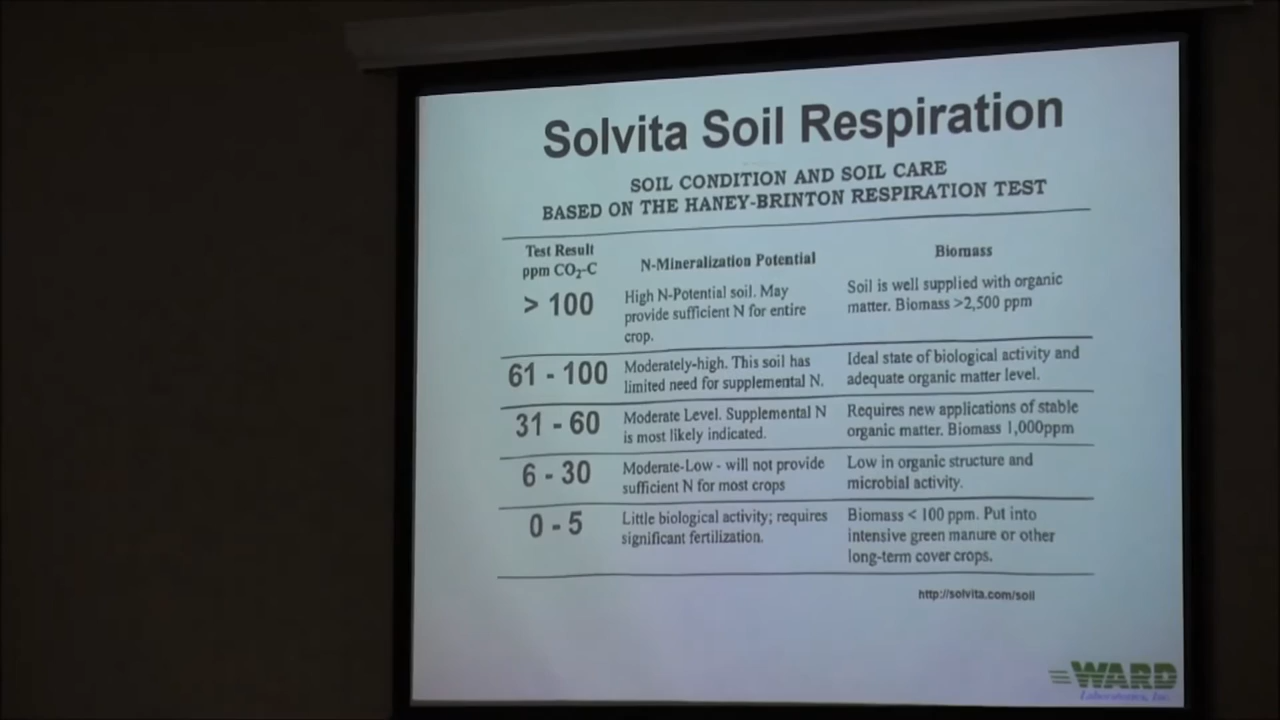 Solvita Soil Respiration
SOIL CONDITION AND SOIL CARE
BASED ON THE HANEY-BRINTON RESPIRATION TEST
Test Result
ppm CO₂-C
N-Mineralization Potential
Biomass
> 100
High N-Potential soil. May
provide sufficient N for entire
crop.
Soil is well supplied with organic
matter. Biomass >2,500 ppm
61 - 100
Moderately-high. This soil has
limited need for supplemental N.
Ideal state of biological activity and
adequate organic matter level.
31 - 60
Moderate Level. Supplemental N
is most likely indicated.
Requires new applications of stable
organic matter. Biomass 1,000ppm
6 - 30
Moderate-Low - will not provide
sufficient N for most crops
Low in organic structure and
microbial activity.
0 - 5
Little biological activity; requires
significant fertilization.
Biomass < 100 ppm. Put into
intensive green manure or other
long-term cover crops.
http://solvita.com/soil
WARD
Laboratories, Inc.